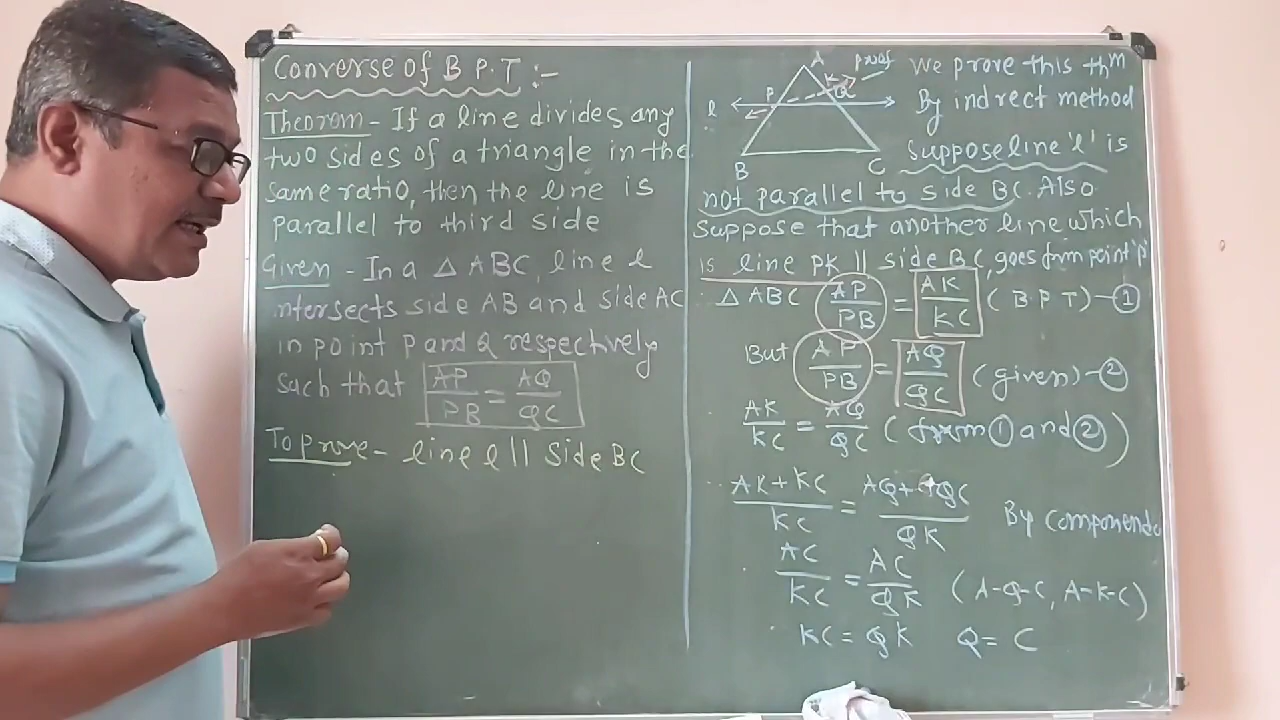 Converse of B P.T :-
Theorem - If a line divides any
two sides of a triangle in the
same ratio, then the line is
parallel to third side
Given - In a △ ABC, line l
intersects side AB and side AC
in point P and Q respectively
such that AP/PB = AQ/QC
To prove - line l || Side BC
A
K
P
Q
l
B
C
proof
We prove this thm
By indirect method
suppose line 'l' is
not parallel to side BC. Also
suppose that another line which
is line PK || side BC, goes from point 'p'
△ ABC AP/PB = AK/KC (B.P.T) - ①
But AP/PB = AQ/QC (given) - ②
AK/KC = AQ/QC (from ① and ②)
AK + KC/KC = AQ + QC/QK By componendo
AC/KC = AC/QK (A-Q-C, A-K-C)
KC = QK Q = C